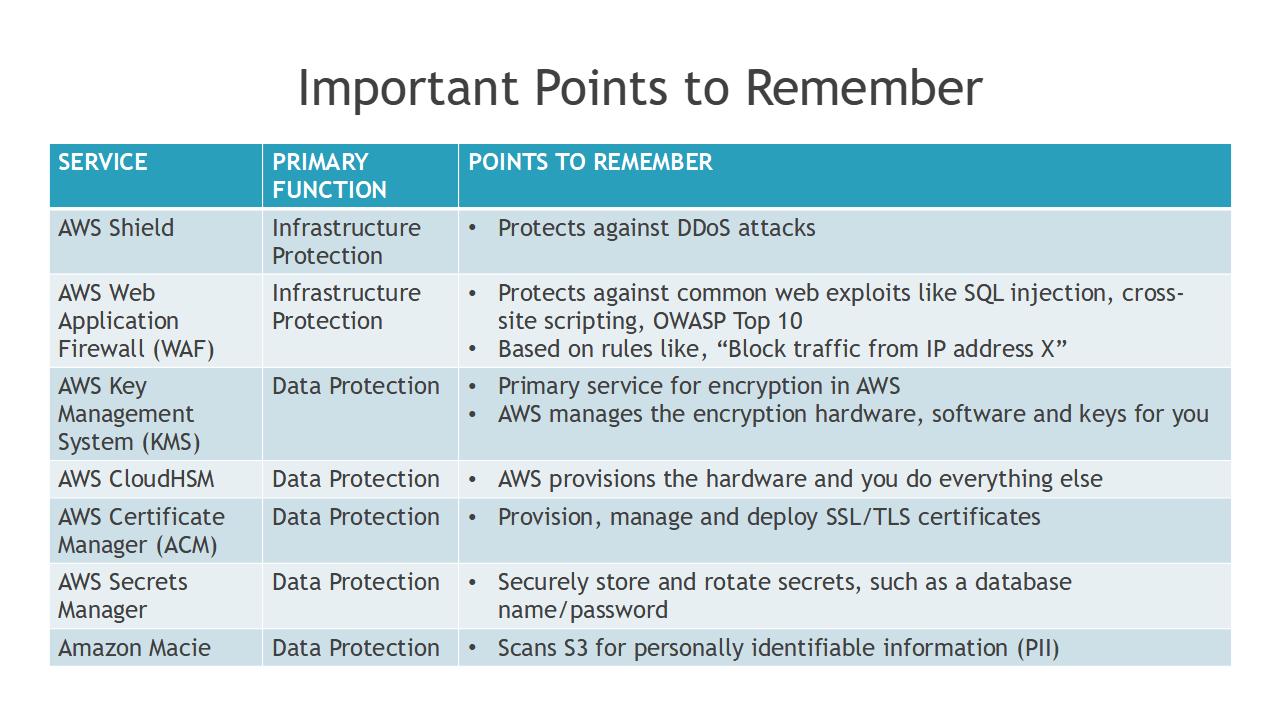 Important Points to Remember
SERVICE
PRIMARY
FUNCTION
POINTS TO REMEMBER
AWS Shield
Infrastructure
Protection
• Protects against DDoS attacks
AWS Web
Application
Firewall (WAF)
Infrastructure
Protection
• Protects against common web exploits like SQL injection, cross-
site scripting, OWASP Top 10
• Based on rules like, “Block traffic from IP address X”
AWS Key
Management
System (KMS)
Data Protection
• Primary service for encryption in AWS
• AWS manages the encryption hardware, software and keys for you
AWS CloudHSM
Data Protection
• AWS provisions the hardware and you do everything else
AWS Certificate
Manager (ACM)
Data Protection
• Provision, manage and deploy SSL/TLS certificates
AWS Secrets
Manager
Data Protection
• Securely store and rotate secrets, such as a database
name/password
Amazon Macie
Data Protection
• Scans S3 for personally identifiable information (PII)